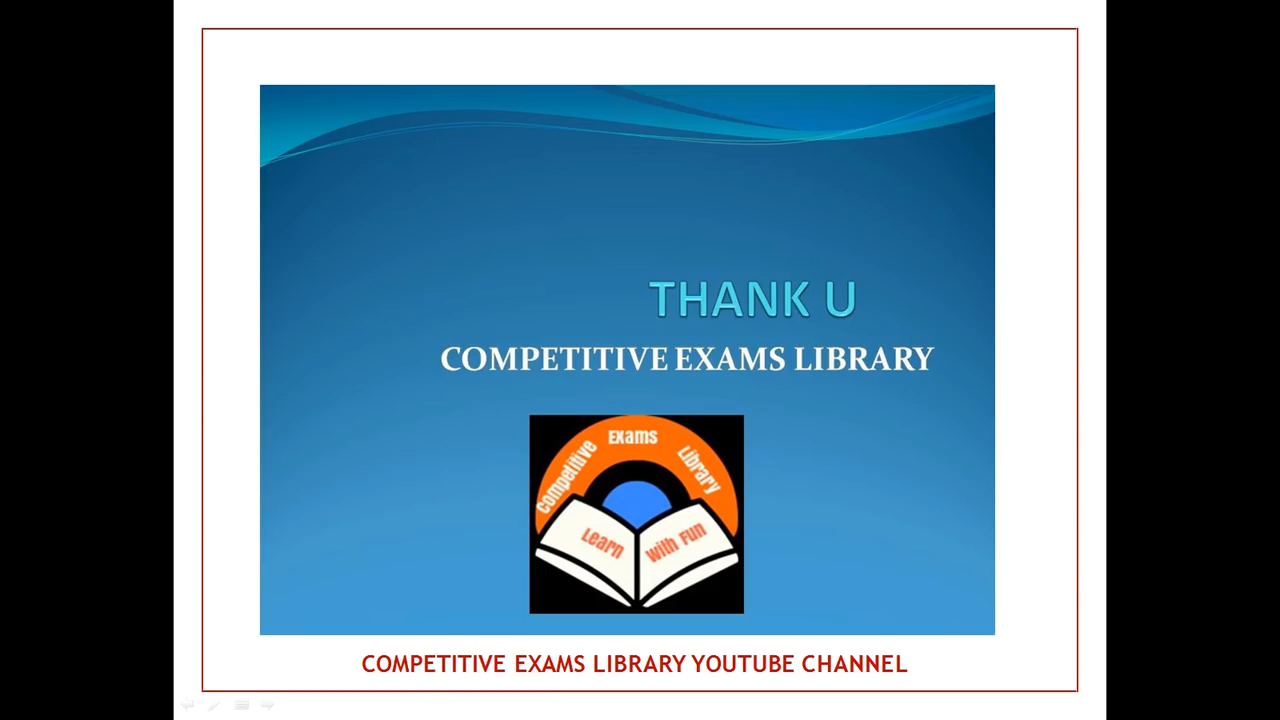 THANK U
COMPETITIVE EXAMS LIBRARY
Competitive Exams Library
Learn With Fun
COMPETITIVE EXAMS LIBRARY YOUTUBE CHANNEL